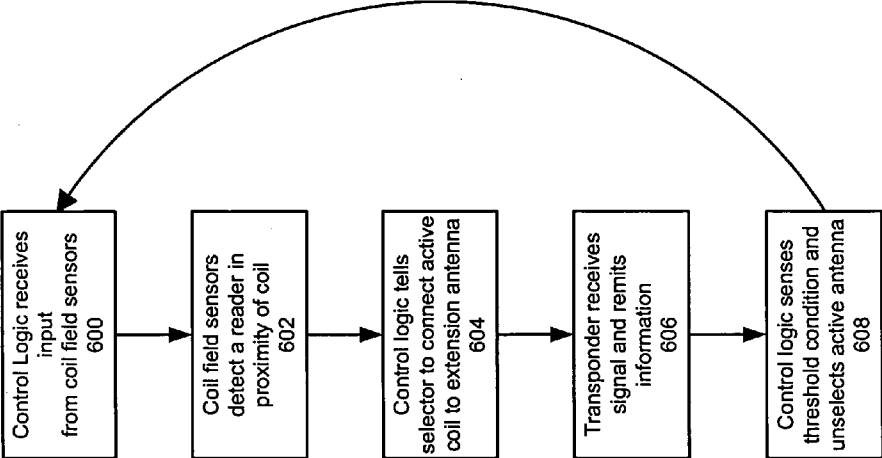 Control Logic receives
input
from coil field sensors
600
Coil field sensors
detect a reader in
proximity of coil
602
Control logic tells
selector to connect active
coil to extension antenna
604
Transponder receives
signal and remits
information
606
Control logic senses
threshold condition and
unselects active antenna
608